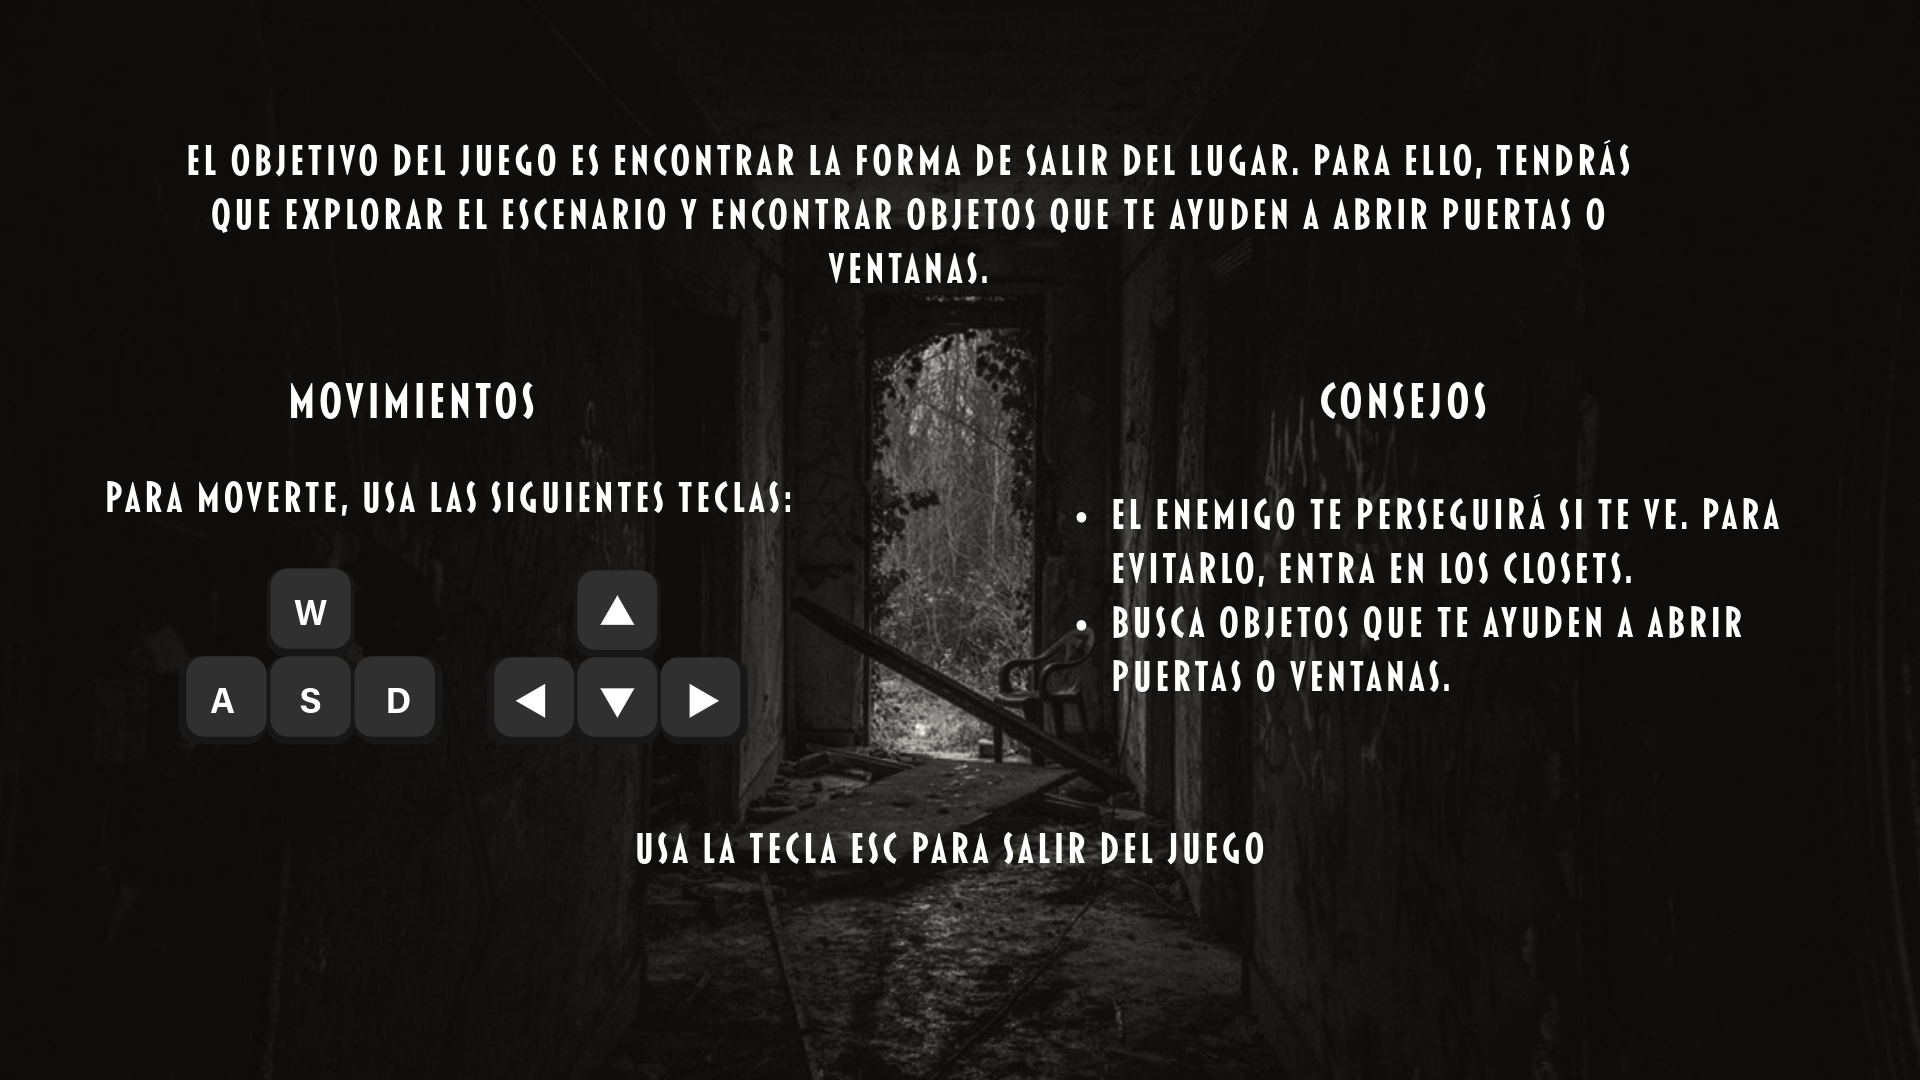 EL OBJETIVO DEL JUEGO ES ENCONTRAR LA FORMA DE SALIR DEL LUGAR. PARA ELLO, TENDRÁS
QUE EXPLORAR EL ESCENARIO Y ENCONTRAR OBJETOS QUE TE AYUDEN A ABRIR PUERTAS O
VENTANAS.
MOVIMIENTOS
PARA MOVERTE, USA LAS SIGUIENTES TECLAS:
W
A S D
CONSEJOS
• EL ENEMIGO TE PERSEGUIRÁ SI TE VE. PARA
EVITARLO, ENTRA EN LOS CLOSETS.
• BUSCA OBJETOS QUE TE AYUDEN A ABRIR
PUERTAS O VENTANAS.
USA LA TECLA ESC PARA SALIR DEL JUEGO